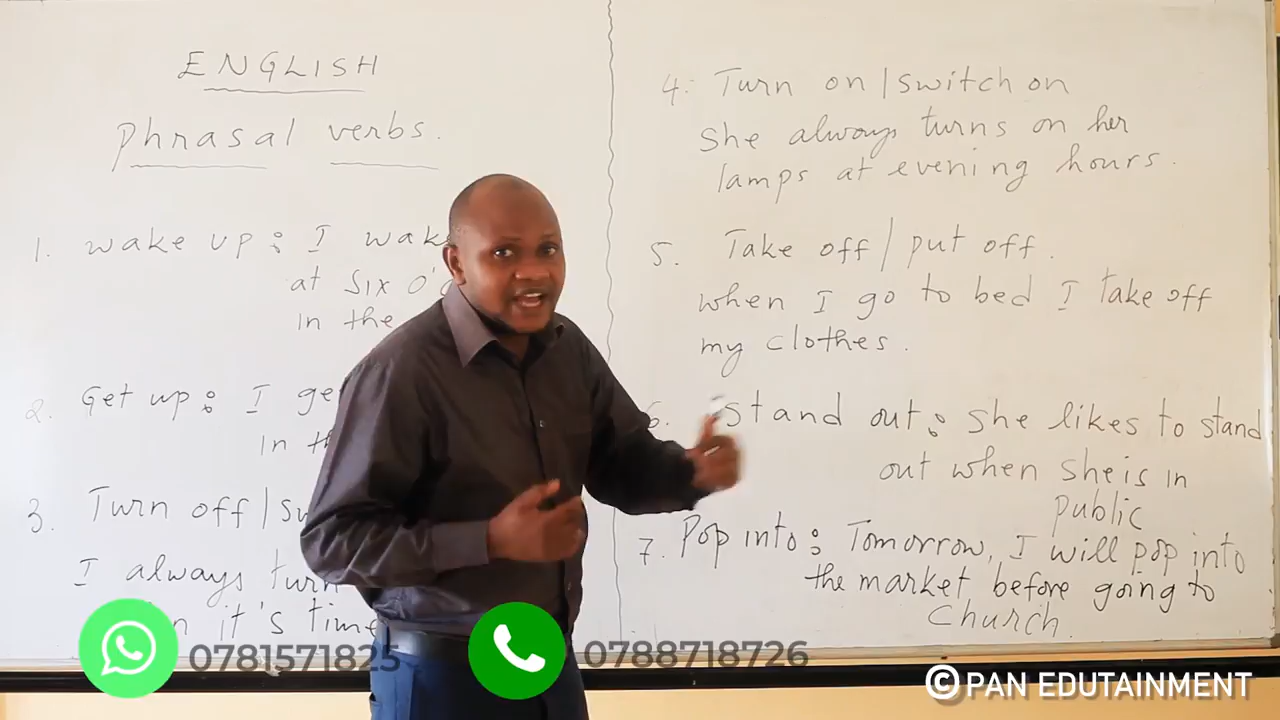 ENGLISH
Phrasal verbs.
1. wake up : I wake
at six
in the
2. Get up : I
in
3. Turn off /
I always turn
it's time
4: Turn on / switch on
she always turns on her
lamps at evening hours.
5. Take off / put off.
when I go to bed I take off
my clothes.
6. Stand out : she likes to stand
out when she is in
public
7. Pop into : Tomorrow, I will pop into
the market before going to
church.
0781571825
0788718726
© PAN EDUTAINMENT